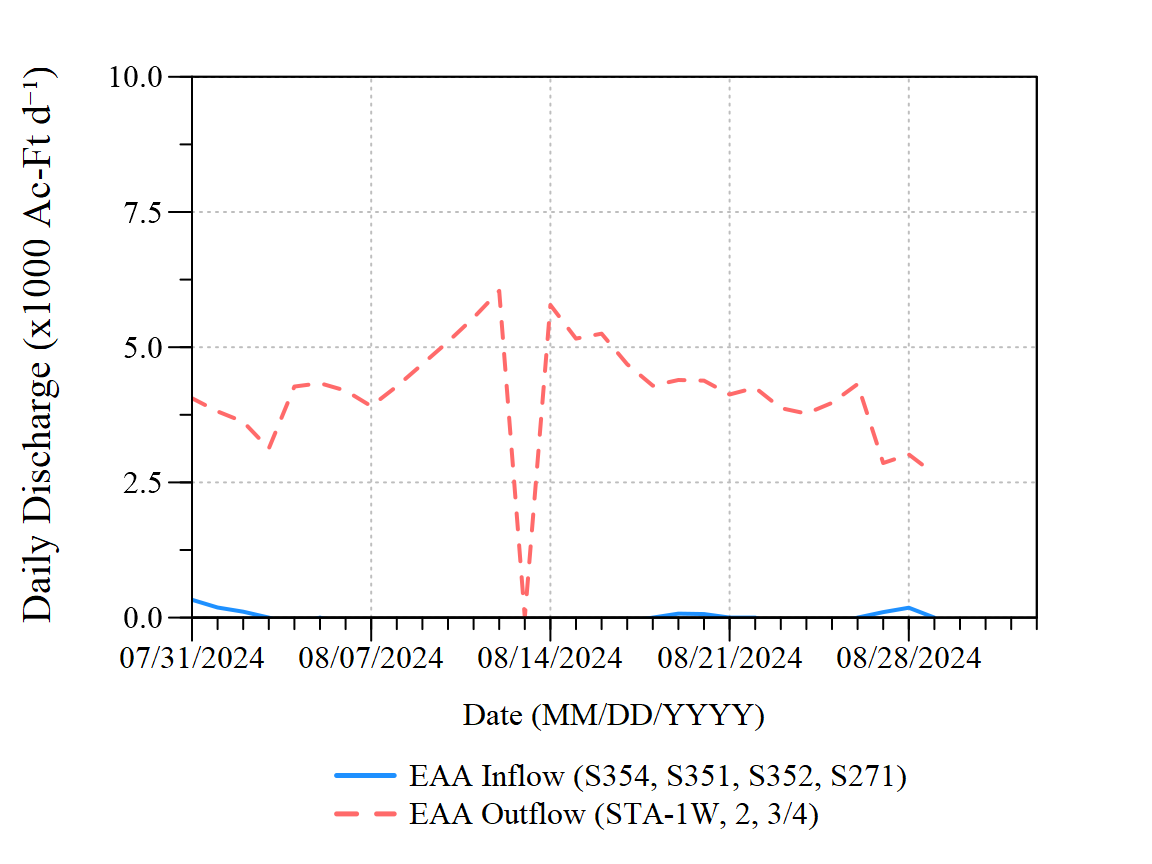 Daily Discharge (x1000 Ac-Ft d⁻¹)
10.0
7.5
5.0
2.5
0.0
07/31/2024 08/07/2024 08/14/2024 08/21/2024 08/28/2024
Date (MM/DD/YYYY)
EAA Inflow (S354, S351, S352, S271)
EAA Outflow (STA-1W, 2, 3/4)